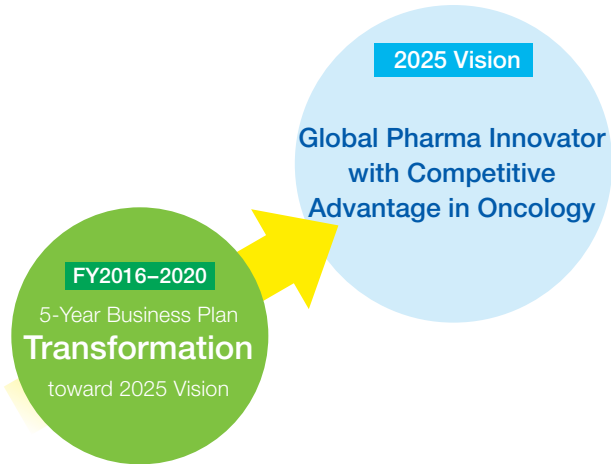 2025 Vision
Global Pharma Innovator
with Competitive
Advantage in Oncology
FY2016–2020
5-Year Business Plan
Transformation
toward 2025 Vision